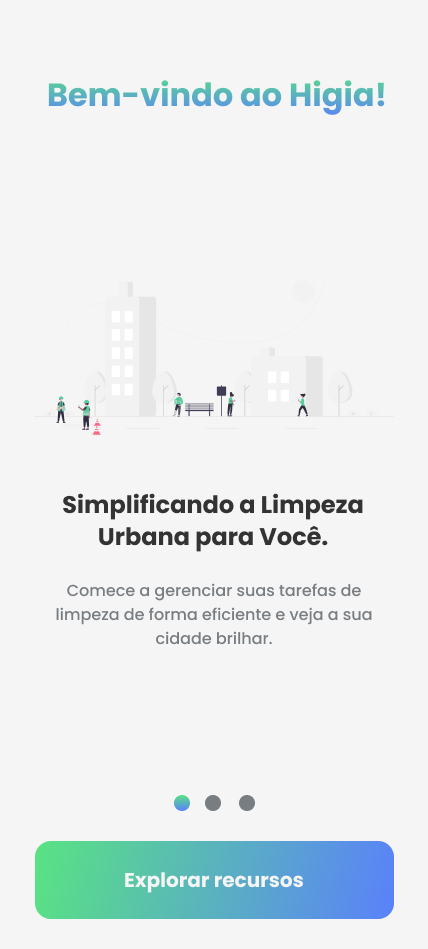 Bem-vindo ao Higia!
Simplificando a Limpeza
Urbana para Você.
Comece a gerenciar suas tarefas de
limpeza de forma eficiente e veja a sua
cidade brilhar.
Explorar recursos